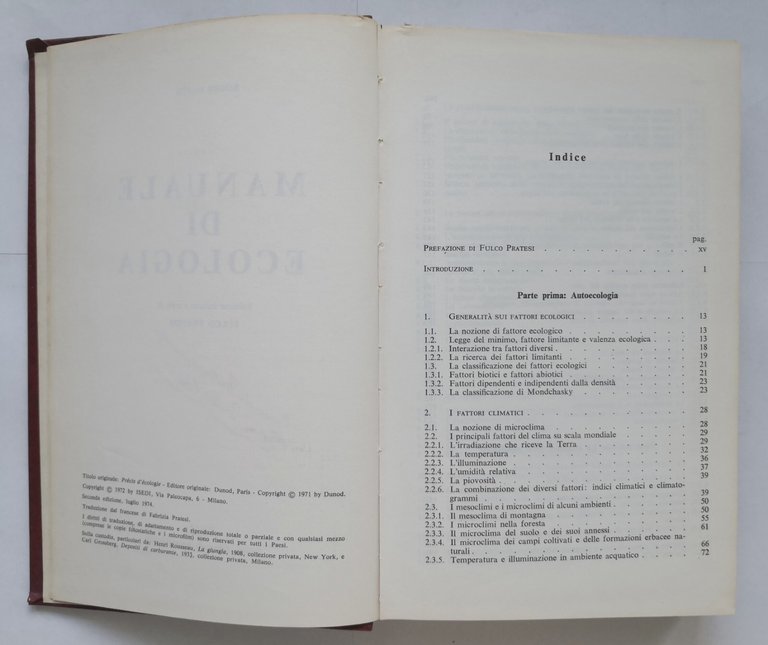 Titolo originale: Précis d'écologie - Editore originale: Dunod, Paris - Copyright © 1971 by Dunod.
Copyright © 1972 by ISEDI, Via Paleocapa, 6 - Milano.
Seconda edizione, luglio 1974.
Traduzione dal francese di Fabrizia Pratesi.
I diritti di traduzione, di adattamento e di riproduzione totale o parziale e con qualsiasi mezzo
(comprese le copie fotostatiche e i microfilm) sono riservati per tutti i Paesi.
Sulla custodia, particolari da: Henri Rousseau, La giungla, 1908, collezione privata, New York, e
Carl Grossberg, Depositi di carburante, 1933, collezione privata, Milano.
MANUALE
DI
ECOLOGIA
Indice
pag.
PREFAZIONE DI FULCO PRATESI . . . . . . . . . . . XV
INTRODUZIONE . . . . . . . . . . . . . . 1
Parte prima: Autoecologia
1. GENERALITÀ SUI FATTORI ECOLOGICI . . . . . . . . 13
1.1. La nozione di fattore ecologico . . . . . . . . . 13
1.2. Legge del minimo, fattore limitante e valenza ecologica . . . . 13
1.2.1. Interazione tra fattori diversi . . . . . . . . . 18
1.2.2. La ricerca dei fattori limitanti . . . . . . . . . 19
1.3. La classificazione dei fattori ecologici . . . . . . . 21
1.3.1. Fattori biotici e fattori abiotici . . . . . . . . . 21
1.3.2. Fattori dipendenti e indipendenti dalla densità . . . . . 23
1.3.3. La classificazione di Mondchasky . . . . . . . . 23
2. I FATTORI CLIMATICI . . . . . . . . . . . 28
2.1. La nozione di microclima . . . . . . . . . . 28
2.2. I principali fattori del clima su scala mondiale . . . . . 29
2.2.1. L'irradiazione che riceve la Terra . . . . . . . . 29
2.2.2. La temperatura . . . . . . . . . . . . 32
2.2.3. L'illuminazione . . . . . . . . . . . . 36
2.2.4. L'umidità relativa . . . . . . . . . . . 37
2.2.5. La piovosità . . . . . . . . . . . . . 39
2.2.6. La combinazione dei diversi fattori: indici climatici e climato-
grammi . . . . . . . . . . . . . . 39
2.3. I mesoclimi e i microclimi di alcuni ambienti . . . . . 50
2.3.1. Il mesoclima di montagna . . . . . . . . . . 50
2.3.2. I microclimi nella foresta . . . . . . . . . . 55
2.3.3. Il microclima del suolo e dei suoi annessi . . . . . . 61
2.3.4. Il microclima dei campi coltivati e delle formazioni erbacee na-
turali . . . . . . . . . . . . . . . 66
2.3.5. Temperatura e illuminazione in ambiente acquatico . . . . 72